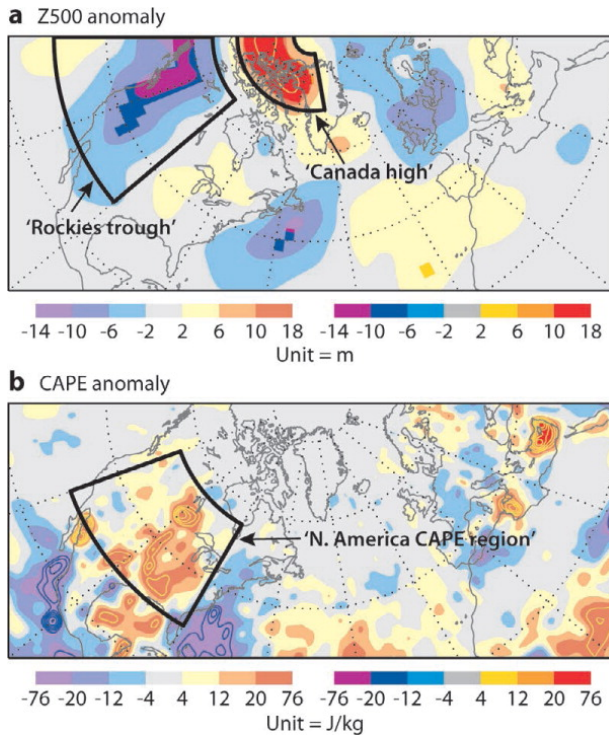 a Z500 anomaly
'Canada high'
'Rockies trough'
-14 -10 -6 -2 2 6 10 18 -14 -10 -6 -2 2 6 10 18
Unit = m
b CAPE anomaly
'N. America CAPE region'
-76 -20 -12 -4 4 12 20 76 -76 -20 -12 -4 4 12 20 76
Unit = J/kg